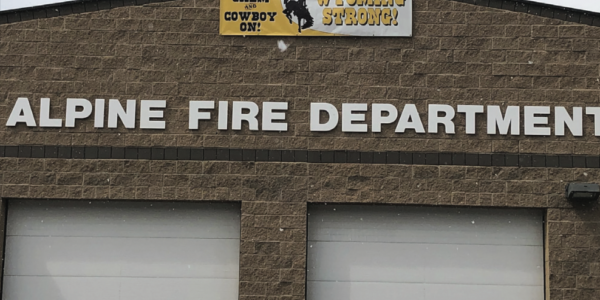 WYOMING
AND
COWBOY
STRONG!
ON!
ALPINE FIRE DEPARTMENT